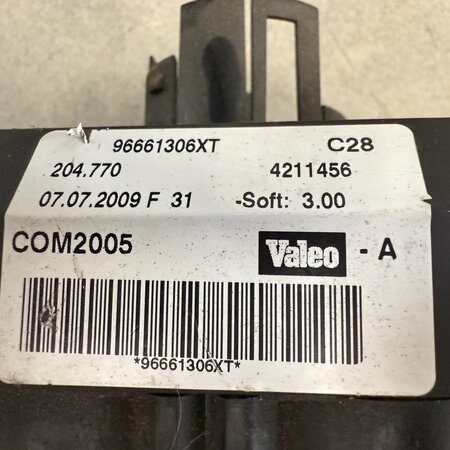 96661306XT C28
204.770 4211456
07.07.2009 F 31 -Soft: 3.00
COM2005 Valeo - A
*96661306XT*